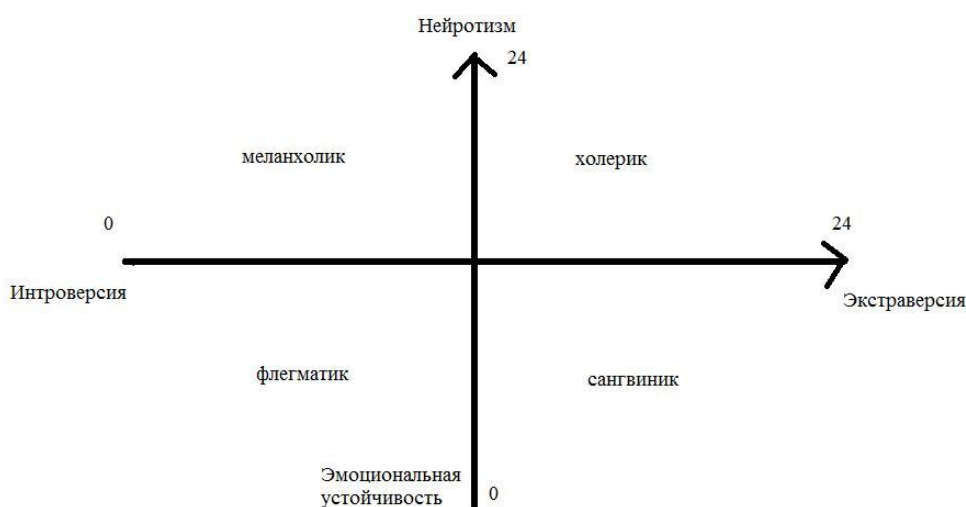 Нейротизм
24
меланхолик
холерик
0
24
Интроверсия
Экстраверсия
флегматик
сангвиник
Эмоциональная
устойчивость
0